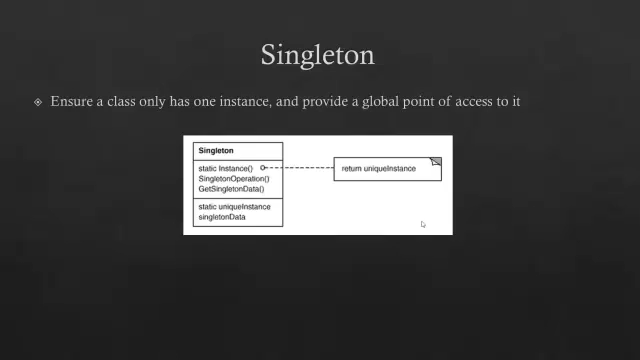 Singleton
Ensure a class only has one instance, and provide a global point of access to it
Singleton
static Instance()
return uniqueInstance
SingletonOperation()
GetSingletonData()
static uniqueInstance
singletonData